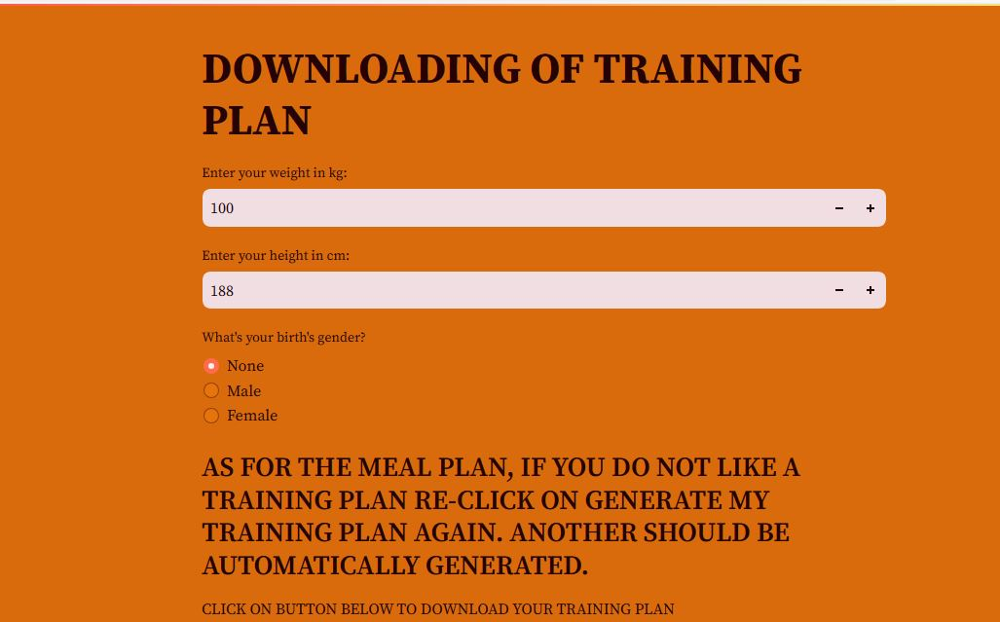 DOWNLOADING OF TRAINING
PLAN
Enter your weight in kg:
100
Enter your height in cm:
188
What's your birth's gender?
None
Male
Female
AS FOR THE MEAL PLAN, IF YOU DO NOT LIKE A
TRAINING PLAN RE-CLICK ON GENERATE MY
TRAINING PLAN AGAIN. ANOTHER SHOULD BE
AUTOMATICALLY GENERATED.
CLICK ON BUTTON BELOW TO DOWNLOAD YOUR TRAINING PLAN